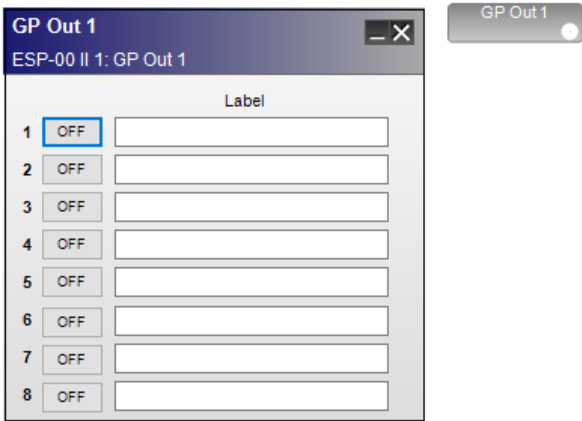 GP Out 1
ESP-00 II 1: GP Out 1
Label
1 OFF
2 OFF
3 OFF
4 OFF
5 OFF
6 OFF
7 OFF
8 OFF
GP Out 1